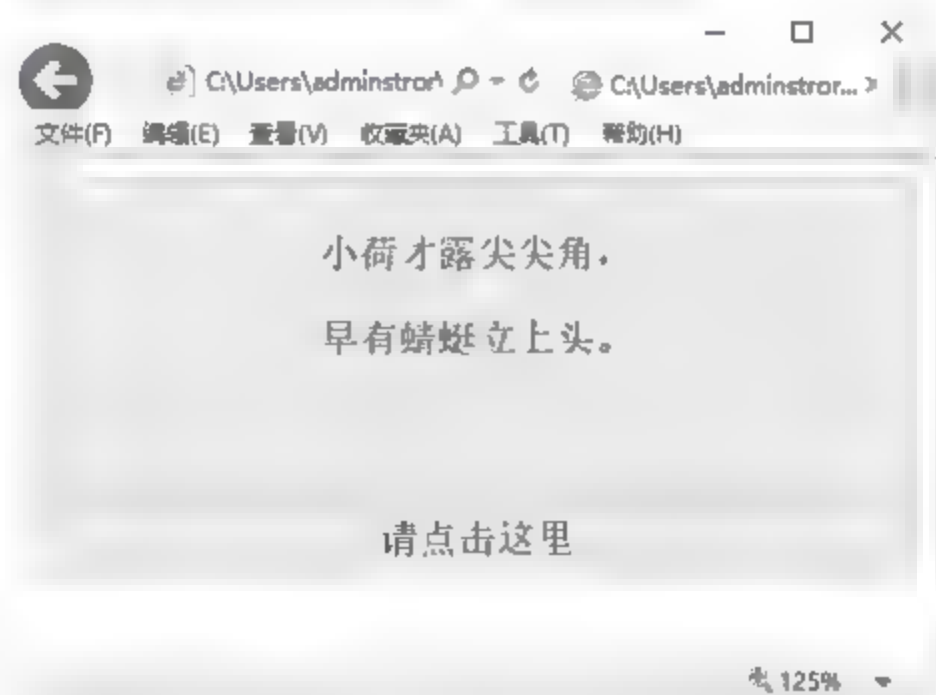 C:\Users\adminstror\ C:\Users\adminstror...
文件(F) 编辑(E) 查看(V) 收藏夹(A) 工具(T) 帮助(H)
小荷才露尖尖角,
早有蜻蜓立上头。
请点击这里
125%